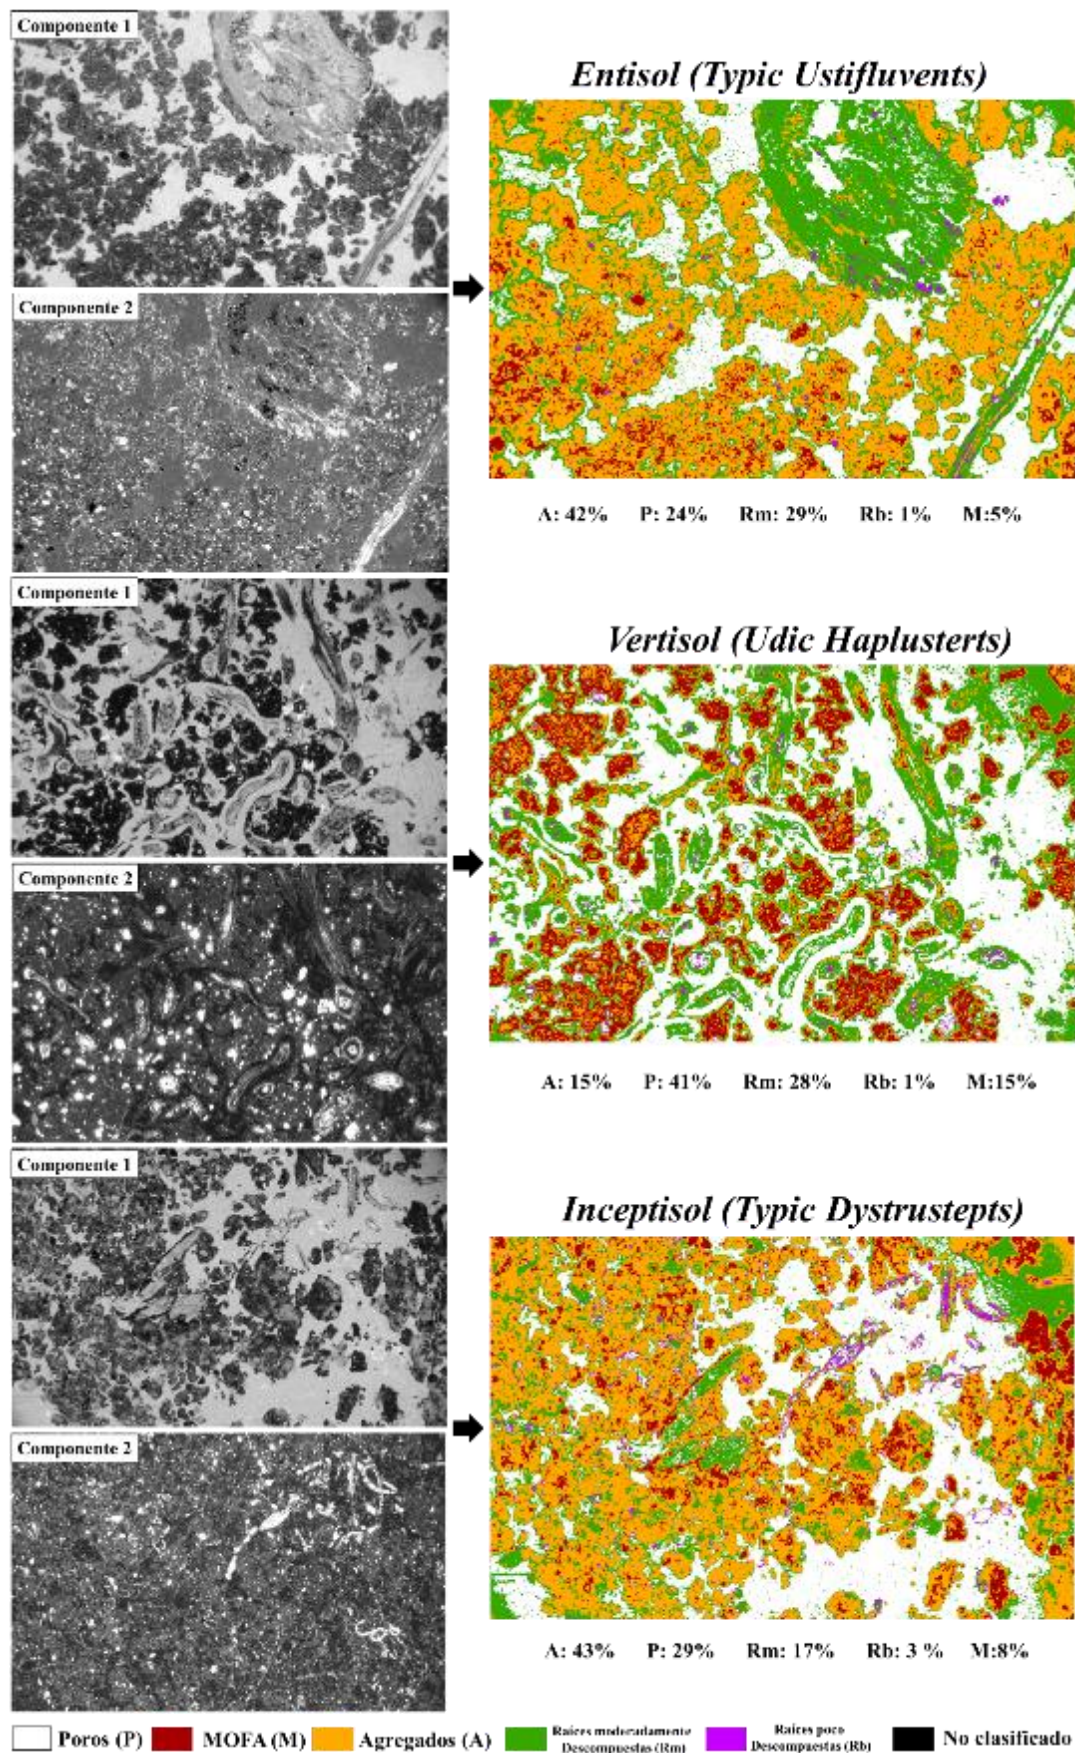 Componente 1
Entisol (Typic Ustifluvents)
Componente 2
A: 42% P: 24% Rm: 29% Rb: 1% M:5%
Componente 1
Vertisol (Udic Haplusterts)
Componente 2
A: 15% P: 41% Rm: 28% Rb: 1% M:15%
Componente 1
Inceptisol (Typic Dystrustepts)
Componente 2
A: 43% P: 29% Rm: 17% Rb: 3 % M:8%
Poros (P) MOFA (M) Agregados (A) Raíces moderadamente Descompuestas (Rm) Raíces poco Descompuestas (Rb) No clasificado